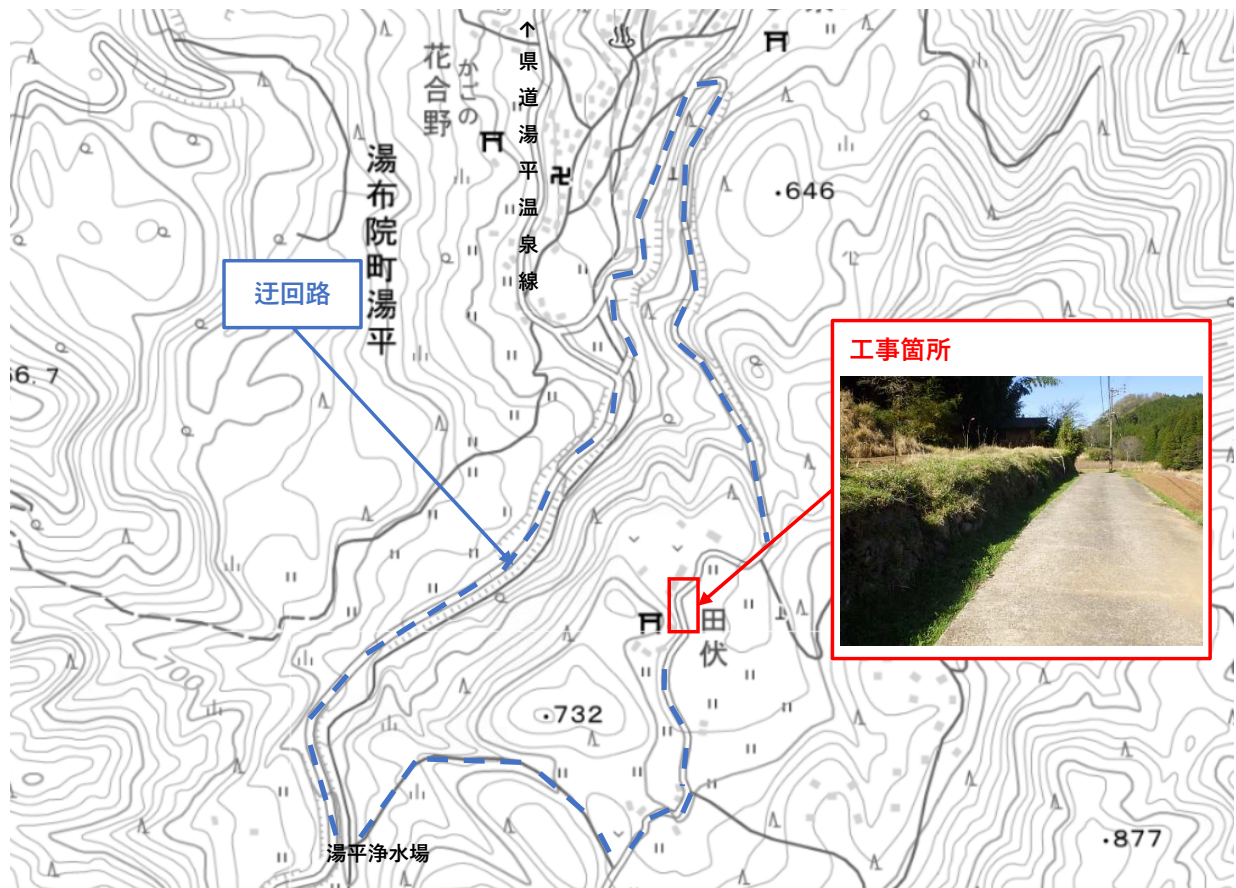 ↑県道湯平温泉線
花合野
かごの
湯布院町湯平
・646
迂回路
工事箇所
田伏
700
・732
湯平浄水場
・877